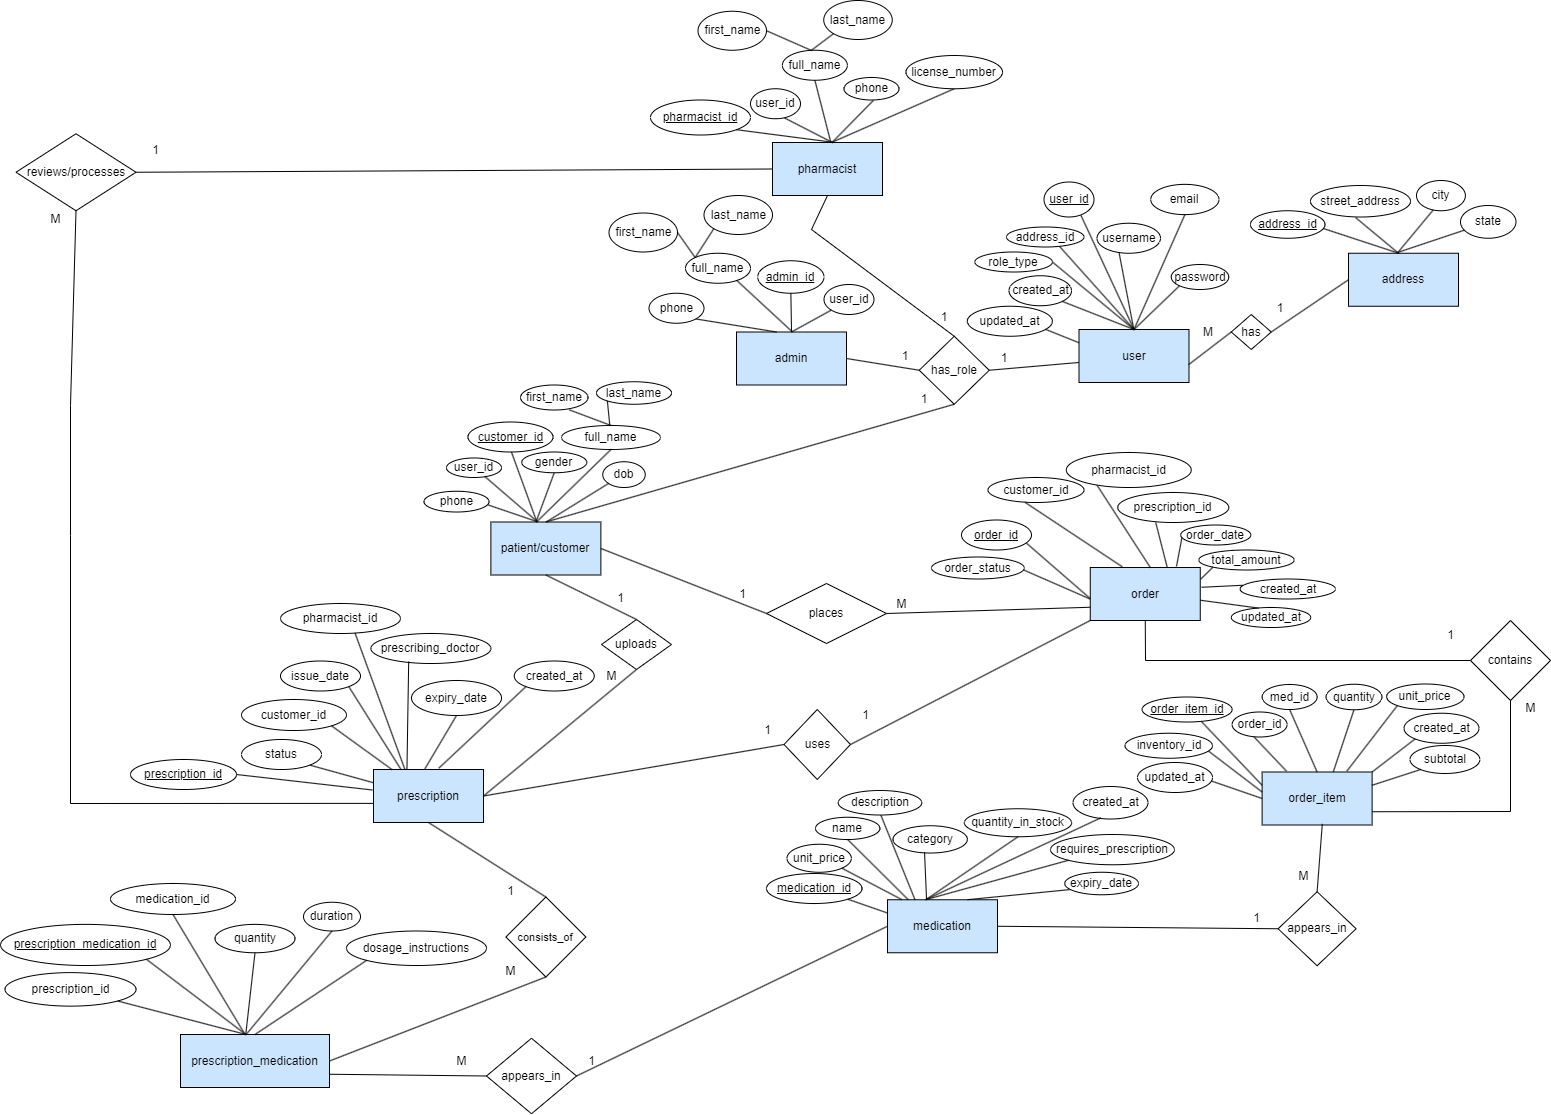 last_name
first_name
full_name
license_number
phone
user_id
pharmacist_id
pharmacist
1
reviews/processes
M
last_name
first_name
full_name
admin_id
user_id
phone
admin
1
1
1
1
has_role
user_id
email
address_id
username
role_type
password
created_at
updated_at
user
M
has
1
street_address
city
address_id
state
address
first_name
last_name
customer_id
full_name
user_id
gender
dob
phone
patient/customer
1
places
M
1
uploads
M
pharmacist_id
customer_id
prescription_id
order_id
order_date
order_status
total_amount
created_at
updated_at
order
1
contains
M
pharmacist_id
prescribing_doctor
issue_date
created_at
expiry_date
customer_id
status
prescription_id
prescription
1
uses
1
med_id
quantity
unit_price
order_item_id
order_id
created_at
inventory_id
subtotal
updated_at
order_item
M
appears_in
1
description
created_at
quantity_in_stock
name
category
requires_prescription
unit_price
expiry_date
medication_id
medication
1
consists_of
M
medication_id
duration
prescription_medication_id
quantity
dosage_instructions
prescription_id
prescription_medication
M
appears_in
1